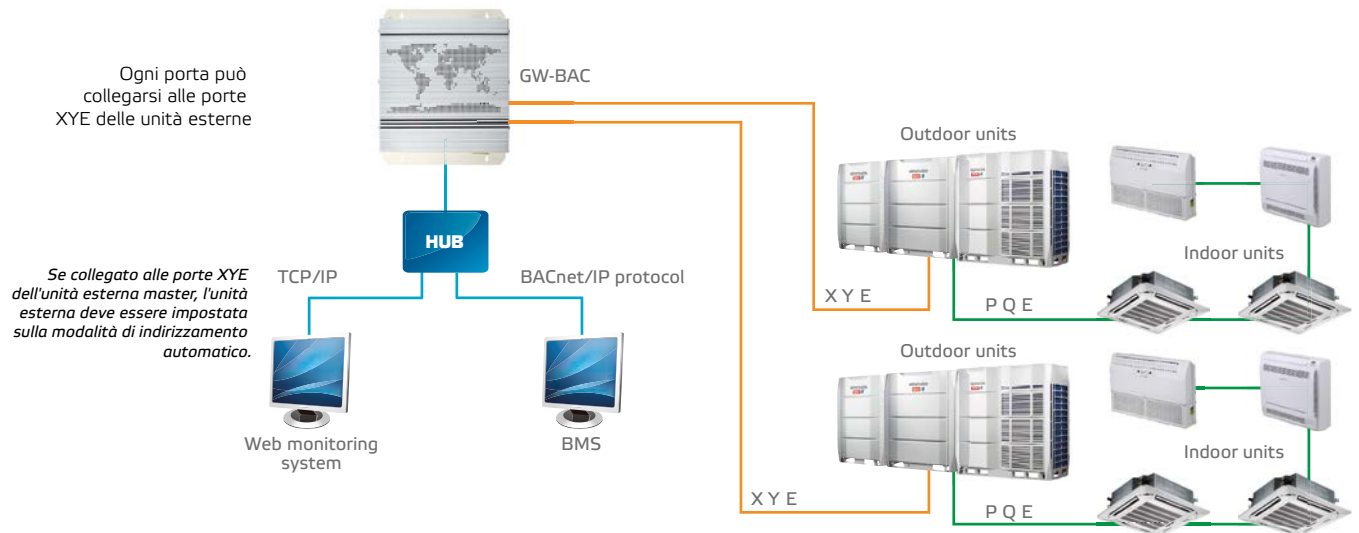 Ogni porta può
collegarsi alle porte
XYE delle unità esterne
GW-BAC
HUB
Se collegato alle porte XYE
dell'unità esterna master, l'unità
esterna deve essere impostata
sulla modalità di indirizzamento
automatico.
TCP/IP
BACnet/IP protocol
Web monitoring
system
BMS
Outdoor units
Indoor units
X Y E
P Q E
Outdoor units
Indoor units
X Y E
P Q E